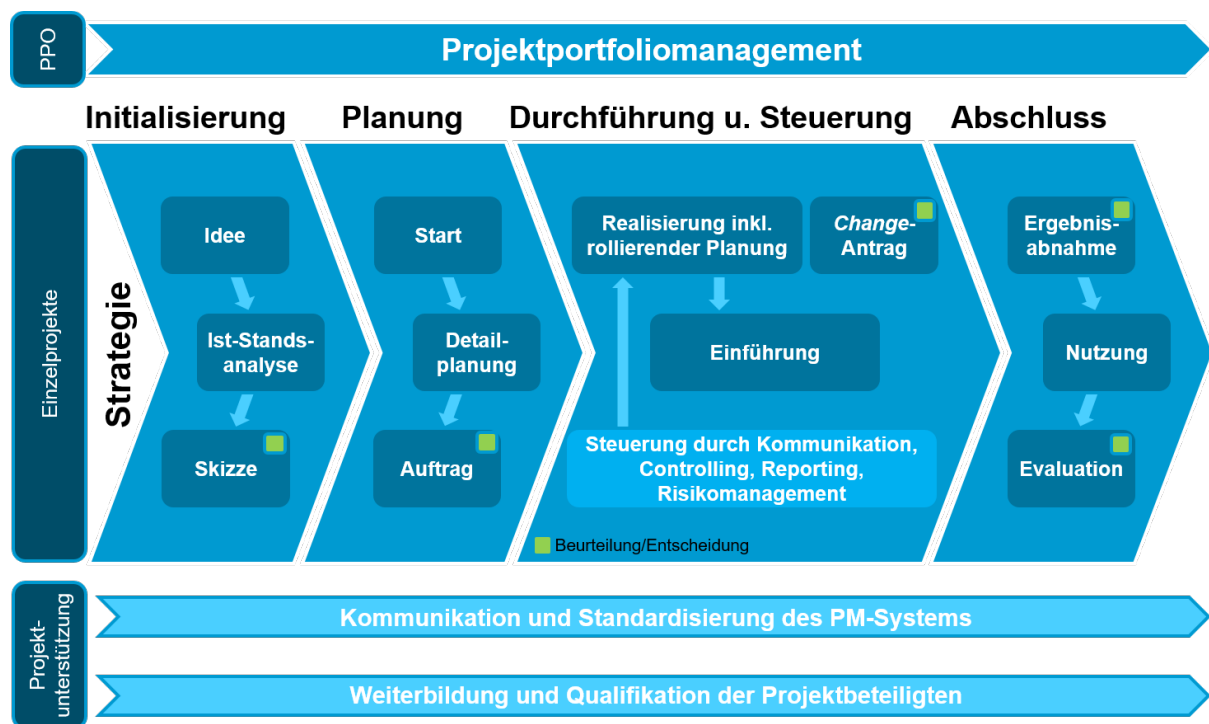 PPO
Projektportfoliomanagement
Initialisierung
Planung
Durchführung u. Steuerung
Abschluss
Einzelprojekte
Strategie
Idee
Ist-Stands-
analyse
Skizze
Start
Detail-
planung
Auftrag
Realisierung inkl.
rollierender Planung
Change-
Antrag
Einführung
Steuerung durch Kommunikation,
Controlling, Reporting,
Risikomanagement
Beurteilung/Entscheidung
Ergebnis-
abnahme
Nutzung
Evaluation
Projekt-
unterstützung
Kommunikation und Standardisierung des PM-Systems
Weiterbildung und Qualifikation der Projektbeteiligten